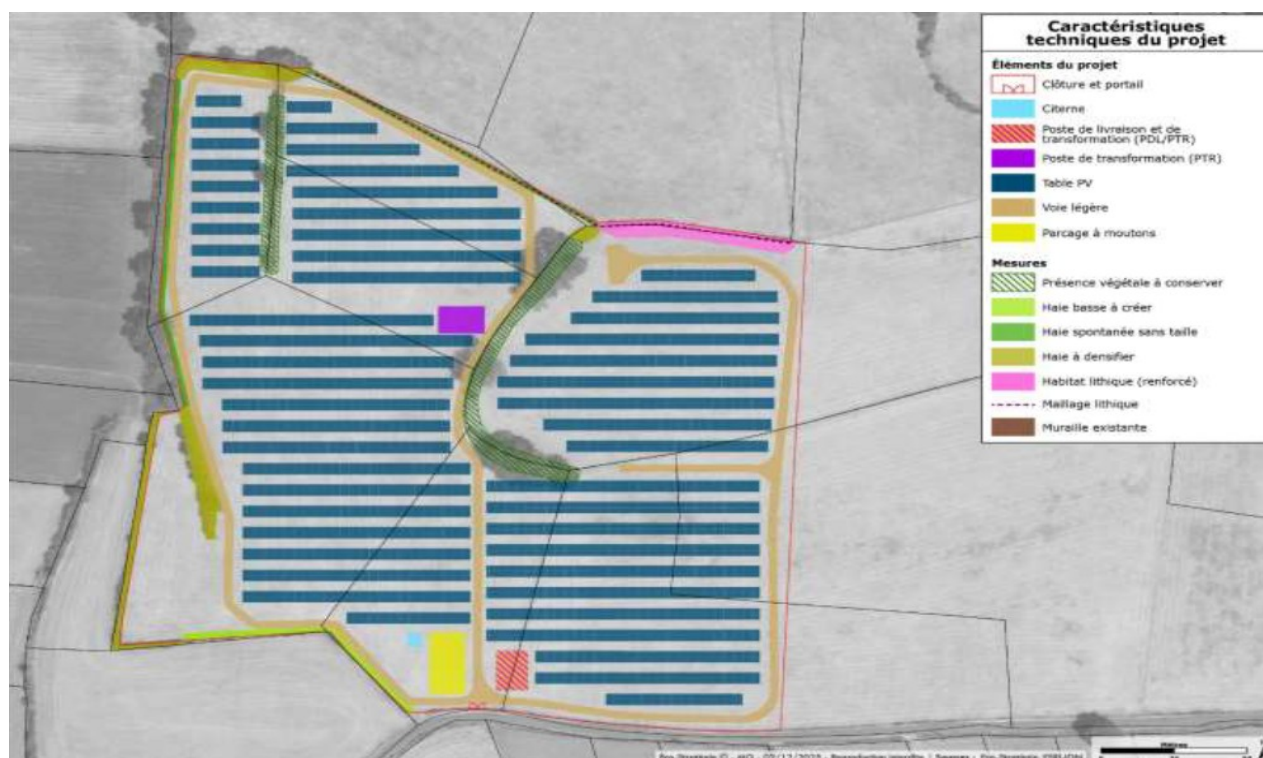 Caractéristiques
techniques du projet
Éléments du projet
Clôture et portail
Citerne
Poste de livraison et de
transformation (PDL/PTR)
Poste de transformation (PTR)
Table PV
Voie légère
Parcage à moutons
Mesures
Présence végétale à conserver
Haie basse à créer
Haie spontanée sans taille
Haie à densifier
Habitat lithique (renforcé)
Maillage lithique
Muraille existante
Mètres